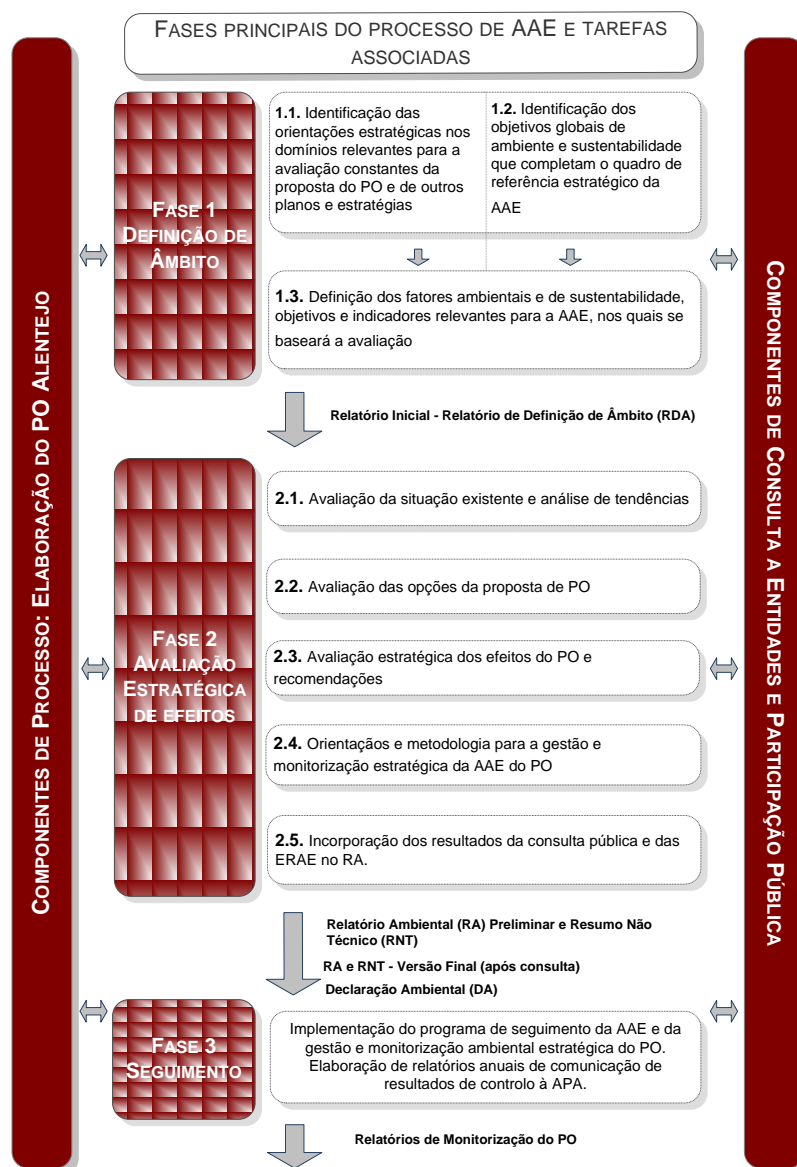 FASES PRINCIPAIS DO PROCESSO DE AAE E TAREFAS
ASSOCIADAS
COMPONENTES DE PROCESSO: ELABORAÇÃO DO PO ALENTEJO
FASE 1
DEFINIÇÃO DE
ÂMBITO
1.1. Identificação das
orientações estratégicas nos
domínios relevantes para a
avaliação constantes da
proposta do PO e de outros
planos e estratégias
1.2. Identificação dos
objetivos globais de
ambiente e sustentabilidade
que completam o quadro de
referência estratégico da
AAE
1.3. Definição dos fatores ambientais e de sustentabilidade,
objetivos e indicadores relevantes para a AAE, nos quais se
baseará a avaliação
Relatório Inicial - Relatório de Definição de Âmbito (RDA)
FASE 2
AVALIAÇÃO
ESTRATÉGICA
DE EFEITOS
2.1. Avaliação da situação existente e análise de tendências
2.2. Avaliação das opções da proposta de PO
2.3. Avaliação estratégica dos efeitos do PO e
recomendações
2.4. Orientaçãos e metodologia para a gestão e
monitorização estratégica da AAE do PO
2.5. Incorporação dos resultados da consulta pública e das
ERAE no RA.
Relatório Ambiental (RA) Preliminar e Resumo Não
Técnico (RNT)
RA e RNT - Versão Final (após consulta)
Declaração Ambiental (DA)
FASE 3
SEGUIMENTO
Implementação do programa de seguimento da AAE e da
gestão e monitorização ambiental estratégica do PO.
Elaboração de relatórios anuais de comunicação de
resultados de controlo à APA.
Relatórios de Monitorização do PO
COMPONENTES DE CONSULTA A ENTIDADES E PARTICIPAÇÃO PÚBLICA